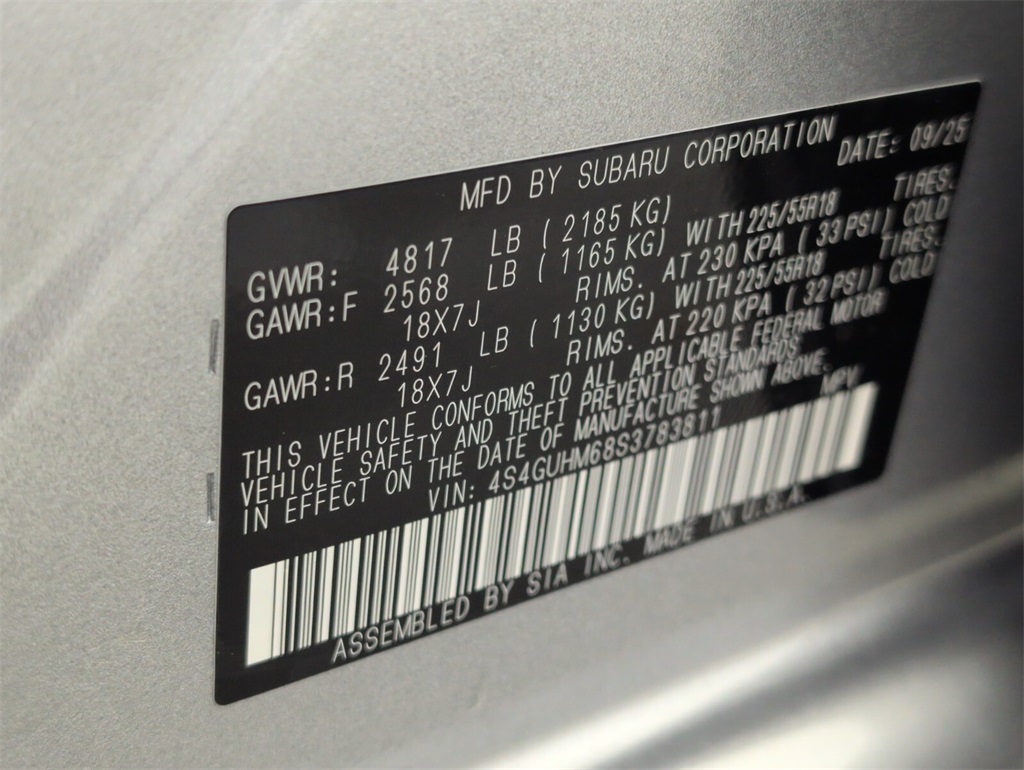 MFD BY SUBARU CORPORATION DATE: 09/25
GVWR: 4817 LB (2185 KG)
GAWR:F 2568 LB (1165 KG) WITH 225/55R18 TIRES.
18X7J RIMS. AT 230 KPA (33 PSI) COLD
GAWR:R 2491 LB (1130 KG) WITH 225/55R18 TIRES.
18X7J RIMS. AT 220 KPA (32 PSI) COLD
THIS VEHICLE CONFORMS TO ALL APPLICABLE FEDERAL MOTOR
VEHICLE SAFETY AND THEFT PREVENTION STANDARDS
IN EFFECT ON THE DATE OF MANUFACTURE SHOWN ABOVE.
VIN: 4S4GUHM68S3783811 MPV
ASSEMBLED BY SIA INC. MADE IN U.S.A.